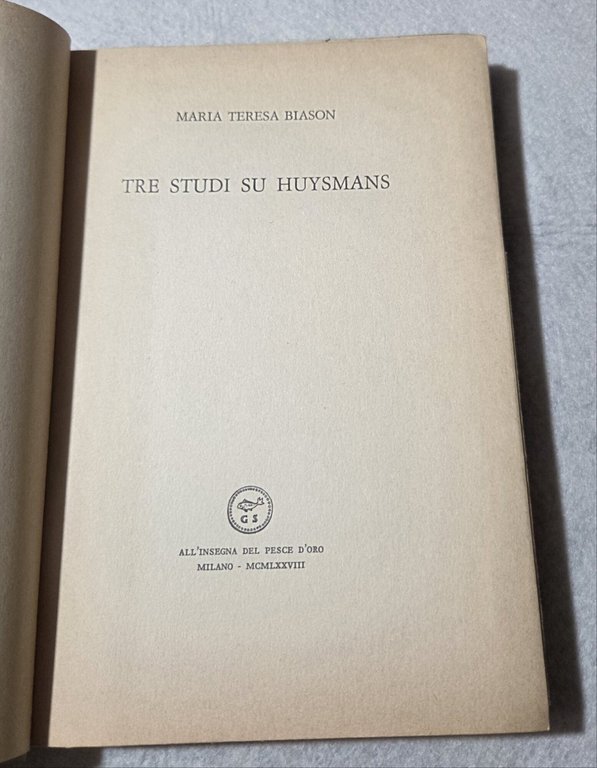 MARIA TERESA BIASON
TRE STUDI SU HUYSMANS
G S
ALL'INSEGNA DEL PESCE D'ORO
MILANO - MCMLXXVIII